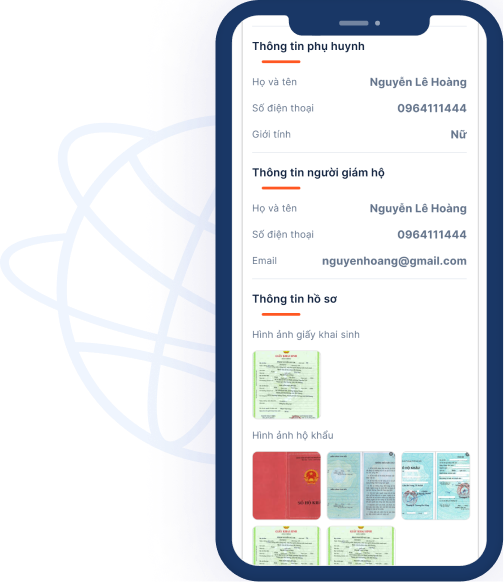 Thông tin phụ huynh
Họ và tên Nguyễn Lê Hoàng
Số điện thoại 0964111444
Giới tính Nữ
Thông tin người giám hộ
Họ và tên Nguyễn Lê Hoàng
Số điện thoại 0964111444
Email nguyenhoang@gmail.com
Thông tin hồ sơ
Hình ảnh giấy khai sinh
Hình ảnh hộ khẩu